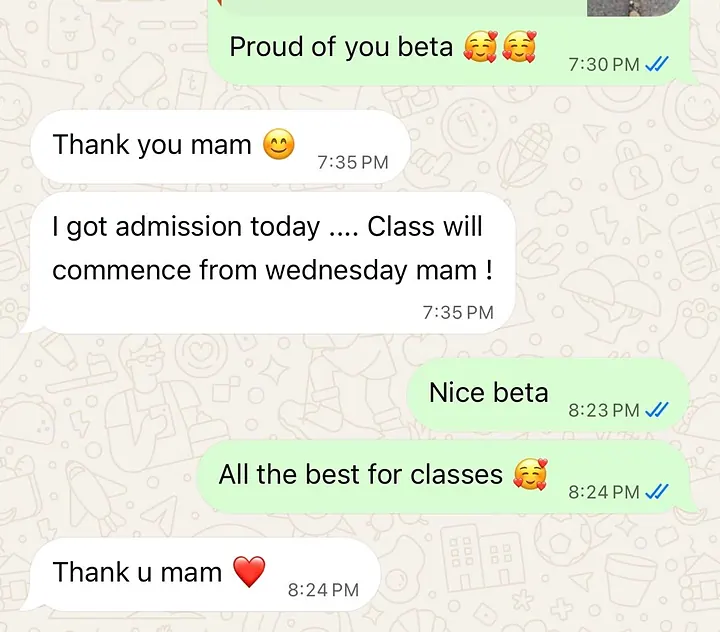 Proud of you beta 🥰🥰
7:30 PM
Thank you mam 😊
7:35 PM
I got admission today .... Class will
commence from wednesday mam !
7:35 PM
Nice beta
8:23 PM
All the best for classes 🥰
8:24 PM
Thank u mam ❤️
8:24 PM